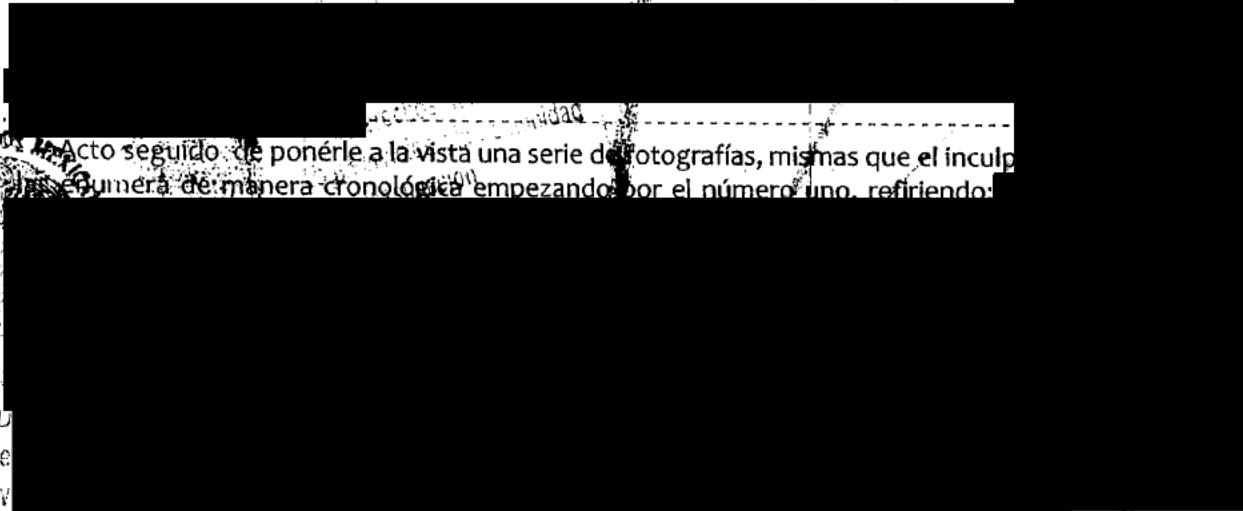 Acto seguido de ponérle a la vista una serie de fotografías, mismas que el inculp
las enumera de manera cronológica empezando por el número uno, refiriendo: